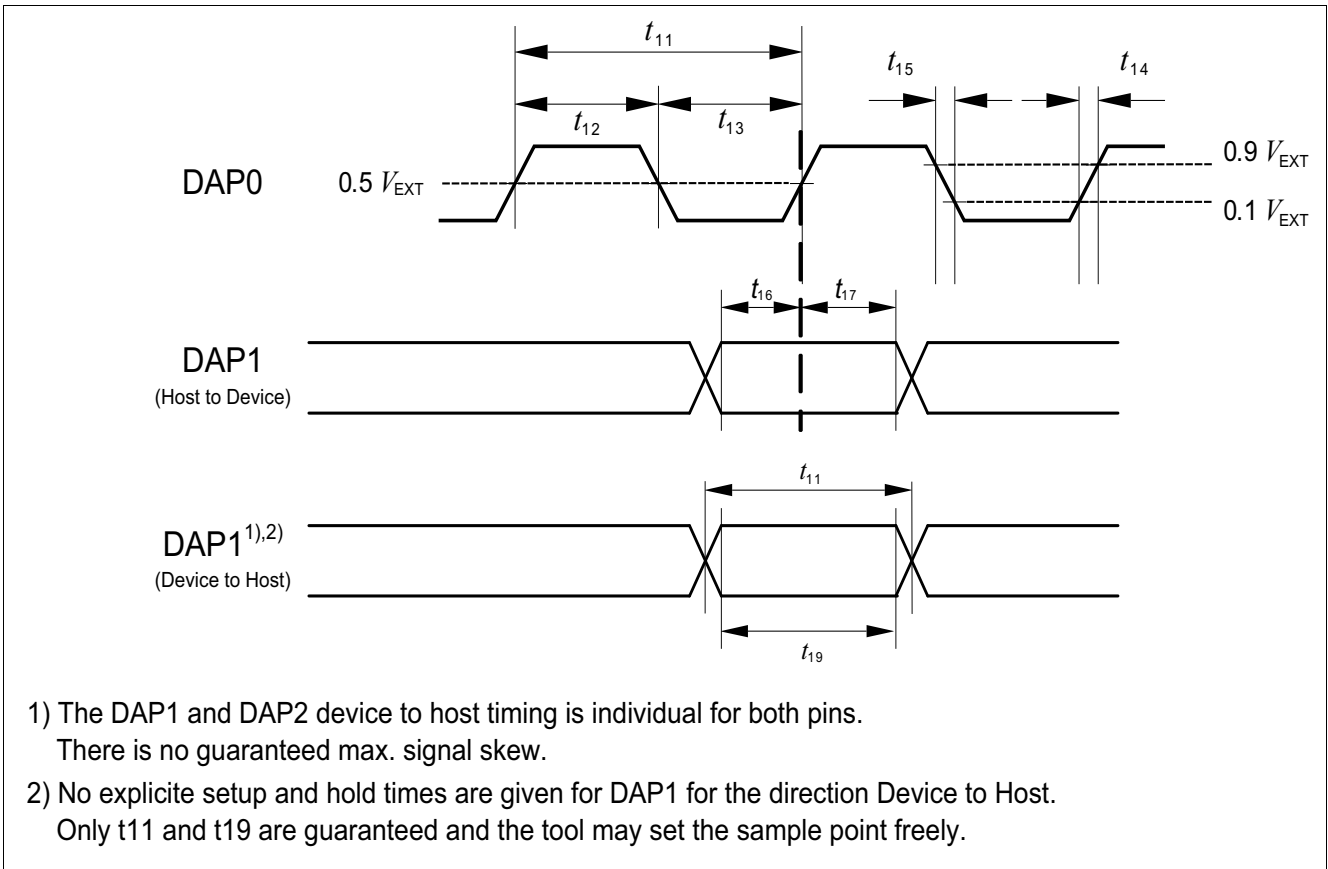 t11
t15
t14
t12
t13
DAP0
0.5 VEXT
0.9 VEXT
0.1 VEXT
t16
t17
DAP1
(Host to Device)
t11
DAP1 1),2)
(Device to Host)
t19
1) The DAP1 and DAP2 device to host timing is individual for both pins.
There is no guaranteed max. signal skew.
2) No explicite setup and hold times are given for DAP1 for the direction Device to Host.
Only t11 and t19 are guaranteed and the tool may set the sample point freely.